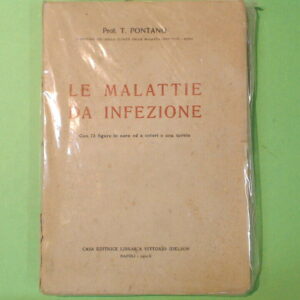 Prof. T. PONTANO
LE MALATTIE
DA INFEZIONE
Con 73 figure in nero ed a colori e una tavola
CASA EDITRICE LIBRARIA VITTORIO IDELSON
NAPOLI